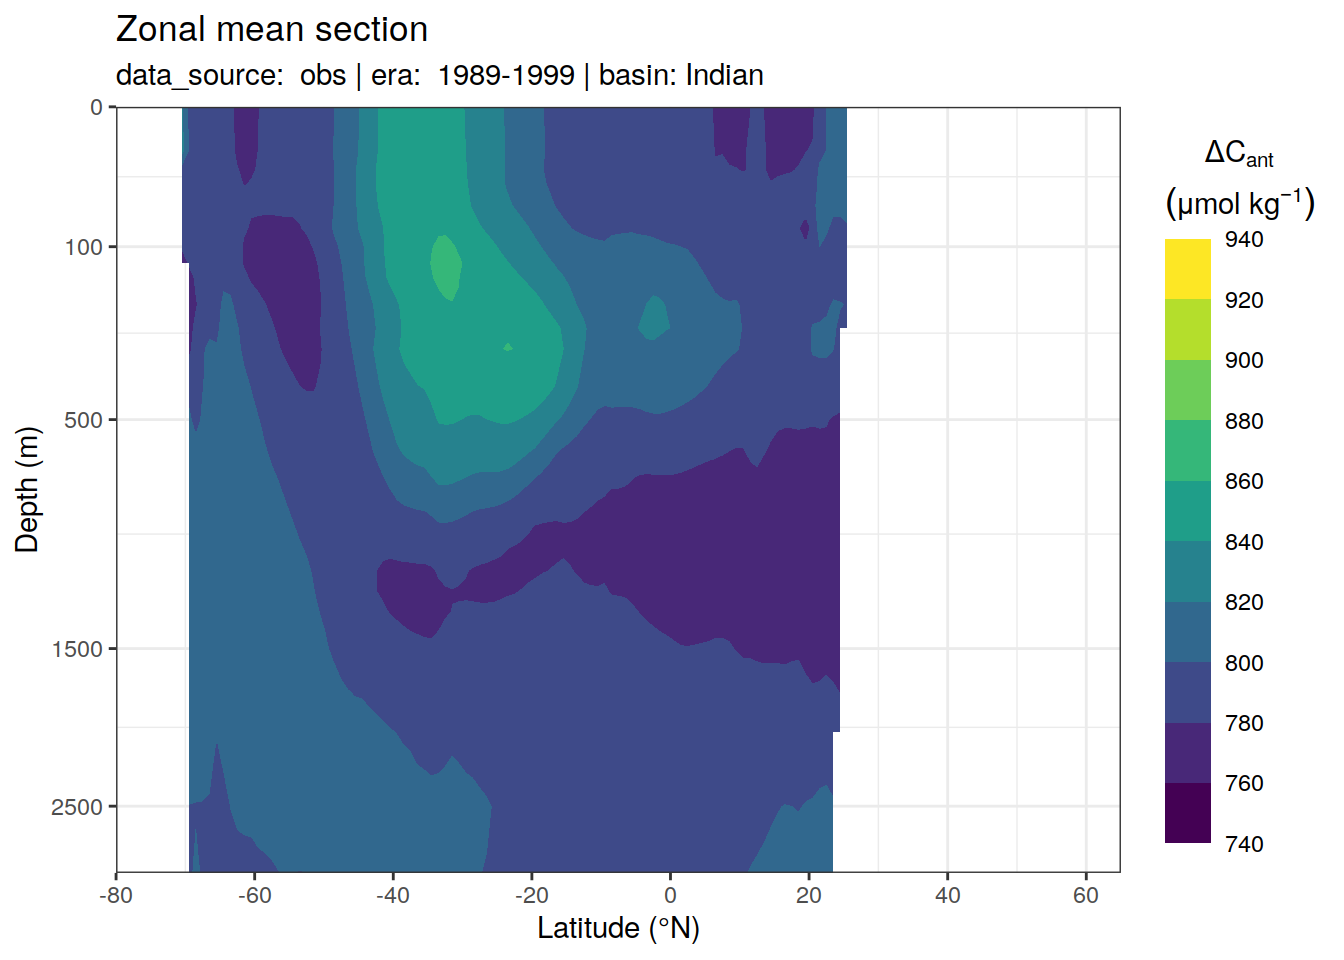 Zonal mean section
data_source:  obs | era:  1989-1999 | basin: Indian
ΔCant
(μmol kg⁻¹)
940
920
900
880
860
840
820
800
780
760
740
Depth (m)
0
100
500
1500
2500
-80 -60 -40 -20 0 20 40 60
Latitude (°N)